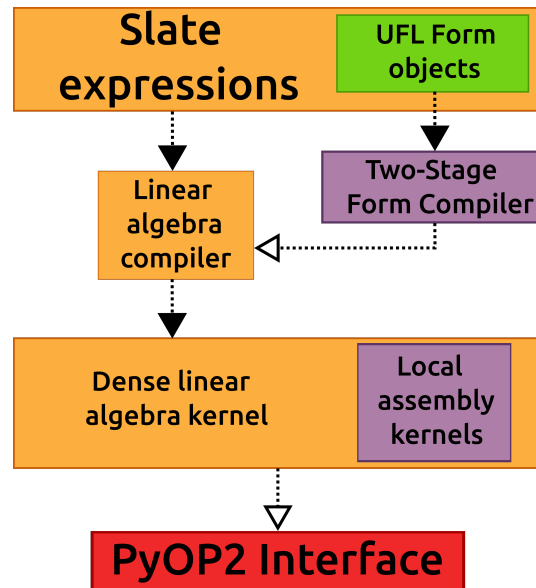 Slate
expressions
UFL Form
objects
Two-Stage
Form Compiler
Linear
algebra
compiler
Dense linear
algebra kernel
Local
assembly
kernels
PyOP2 Interface